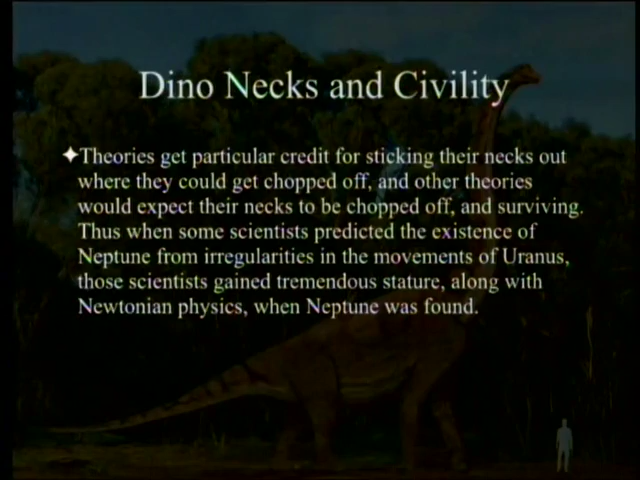 Dino Necks and Civility
✦Theories get particular credit for sticking their necks out
where they could get chopped off, and other theories
would expect their necks to be chopped off, and surviving.
Thus when some scientists predicted the existence of
Neptune from irregularities in the movements of Uranus,
those scientists gained tremendous stature, along with
Newtonian physics, when Neptune was found.